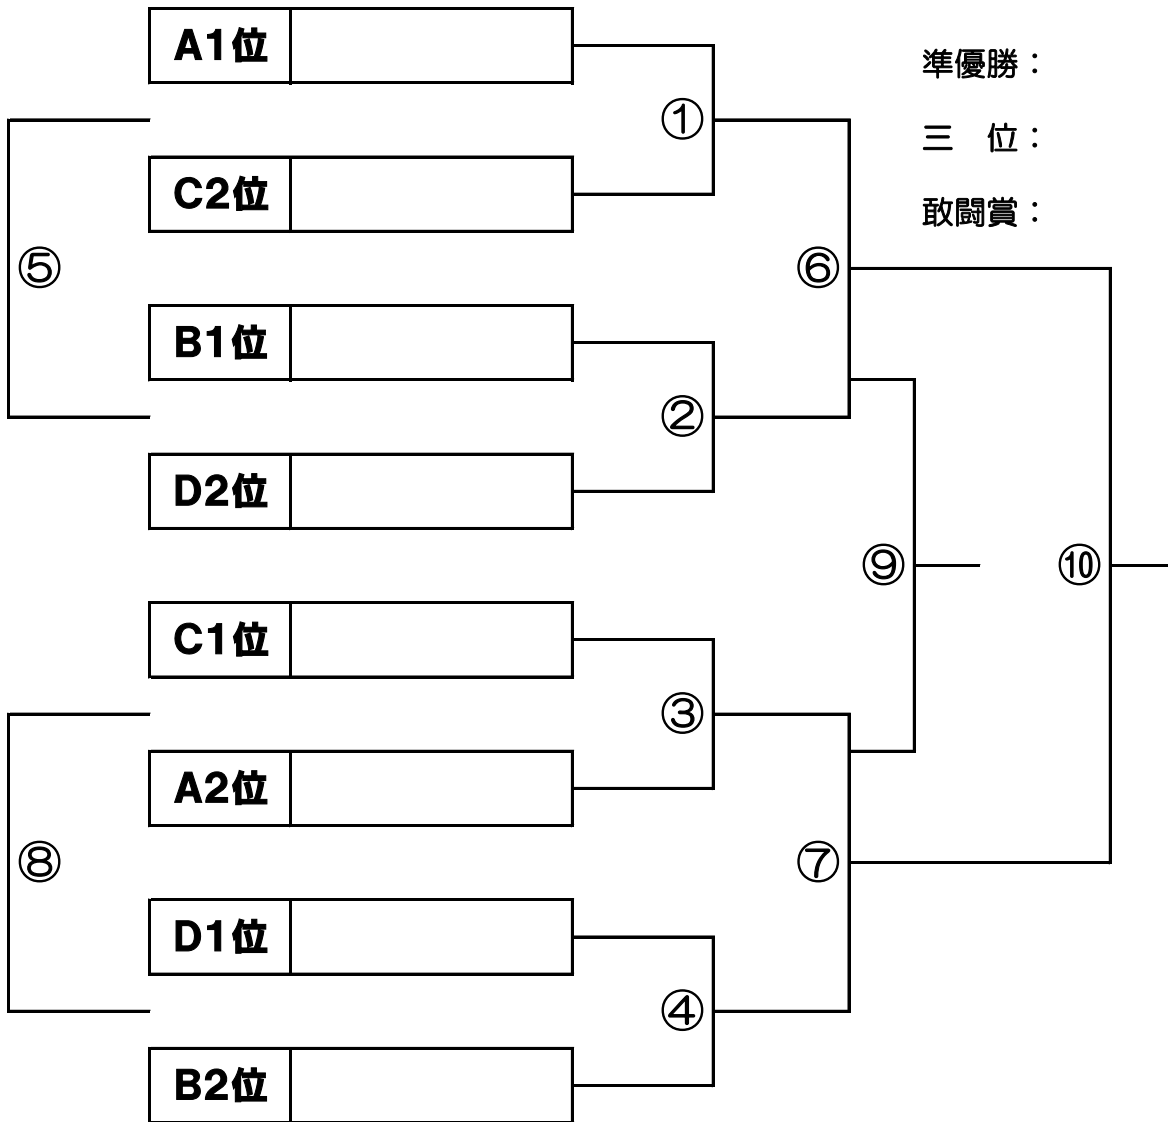 A1位
準優勝：
①
三　位：
C2位
敢闘賞：
⑤
⑥
B1位
②
D2位
⑨
⑩
C1位
③
A2位
⑧
⑦
D1位
④
B2位